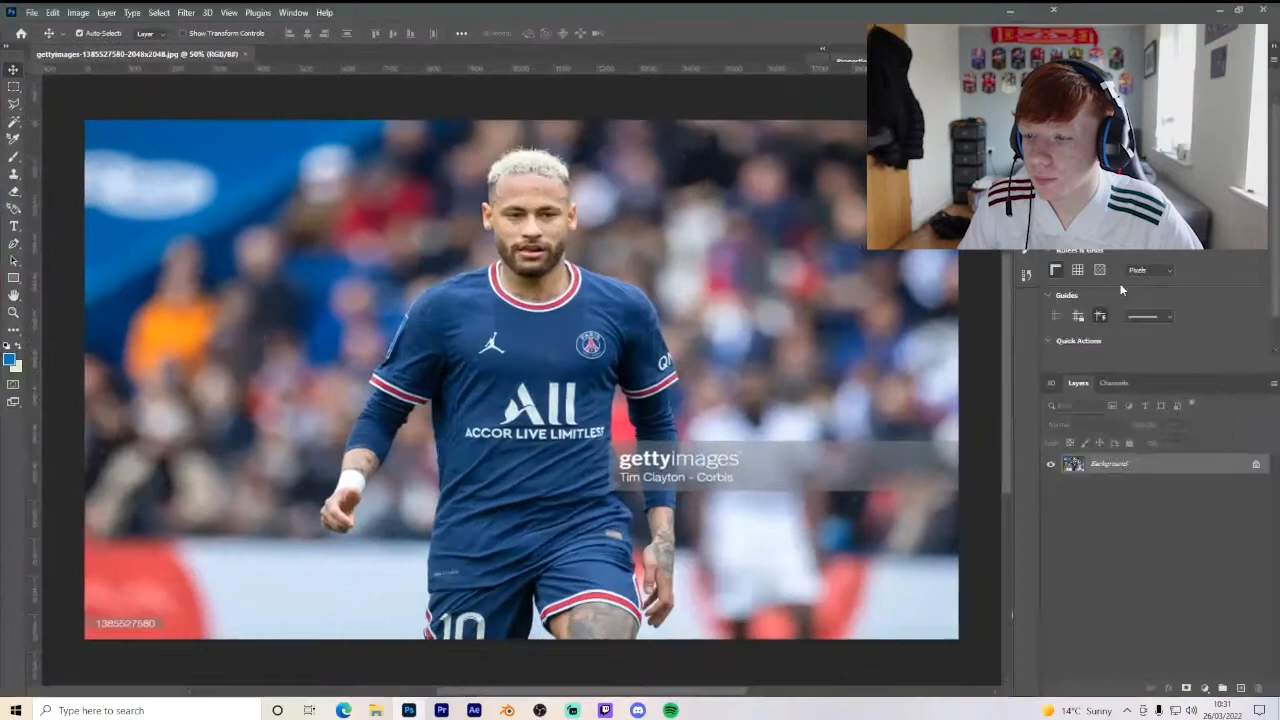 File Edit Image Layer Type Select Filter 3D View Plugins Window Help
Auto-Select: Layer Show Transform Controls
gettyimages-1385527580-2048x2048.jpg @ 50% (RGB/8#)
ALL
ACCOR LIVE LIMITLESS
PARIS
10
gettyimages
Tim Clayton - Corbis
1385527580
Pixels
Guides
Quick Actions
3D Layers Channels
Background
Type here to search
14°C Sunny
10:31
26/03/2022